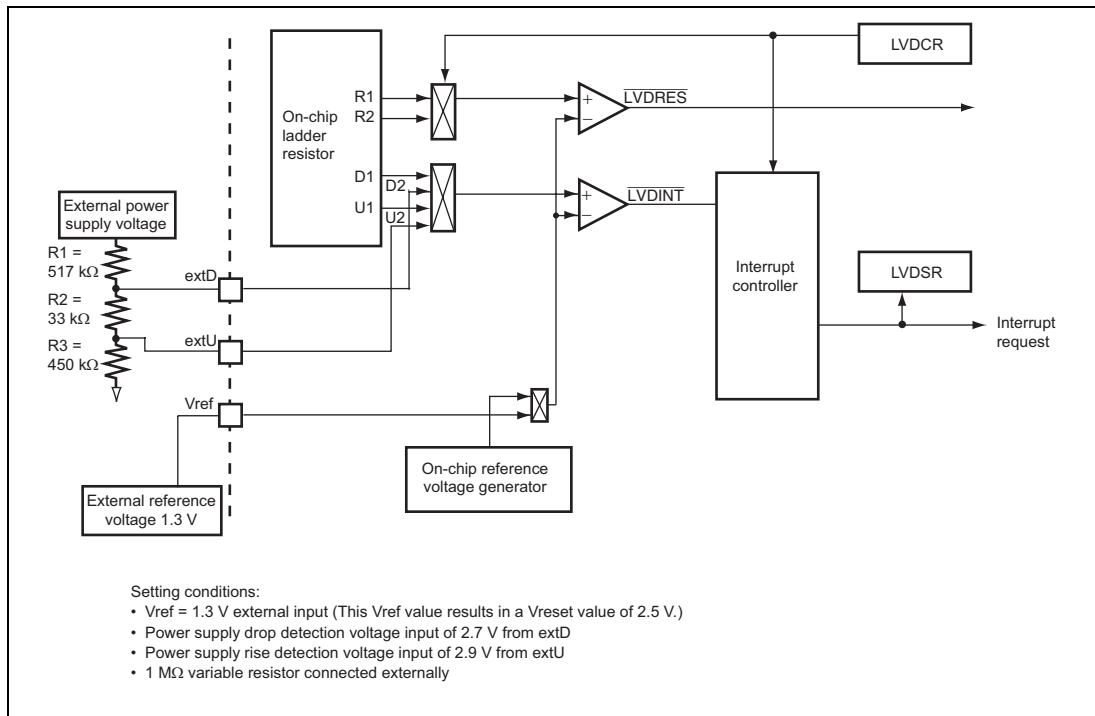 LVDCR
On-chip
ladder
resistor
R1
R2
D1
D2
U1
U2
+
−
LVDRES
+
−
LVDINT
External power
supply voltage
R1 =
517 kΩ
R2 =
33 kΩ
R3 =
450 kΩ
extD
extU
Vref
Interrupt
controller
LVDSR
Interrupt
request
On-chip reference
voltage generator
External reference
voltage 1.3 V
Setting conditions:
• Vref = 1.3 V external input (This Vref value results in a Vreset value of 2.5 V.)
• Power supply drop detection voltage input of 2.7 V from extD
• Power supply rise detection voltage input of 2.9 V from extU
• 1 MΩ variable resistor connected externally